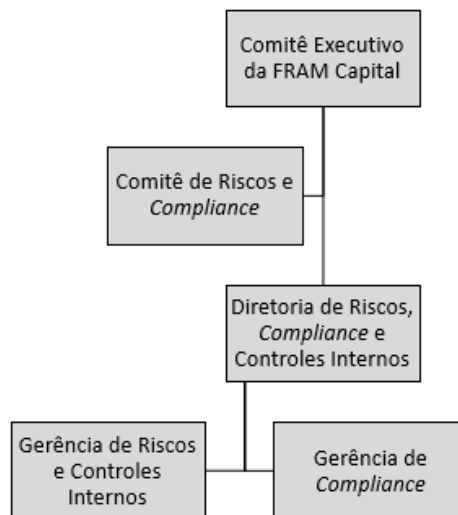 Comitê Executivo
da FRAM Capital
Comitê de Riscos e
Compliance
Diretoria de Riscos,
Compliance e
Controles Internos
Gerência de Riscos
e Controles
Internos
Gerência de
Compliance